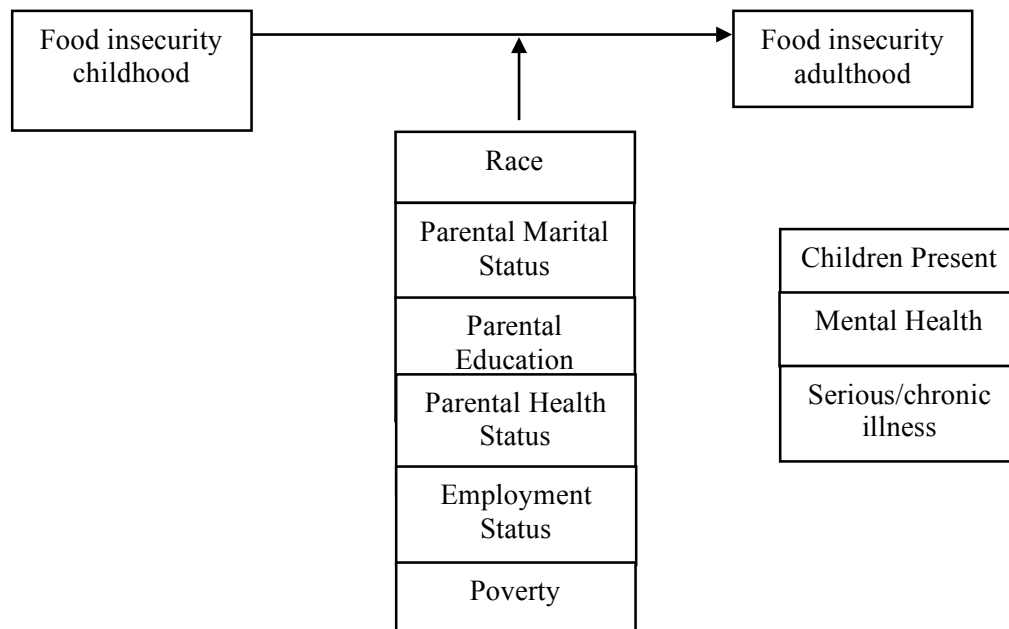 Food insecurity
childhood
Food insecurity
adulthood
Race
Parental Marital
Status
Parental
Education
Parental Health
Status
Employment
Status
Poverty
Children Present
Mental Health
Serious/chronic
illness